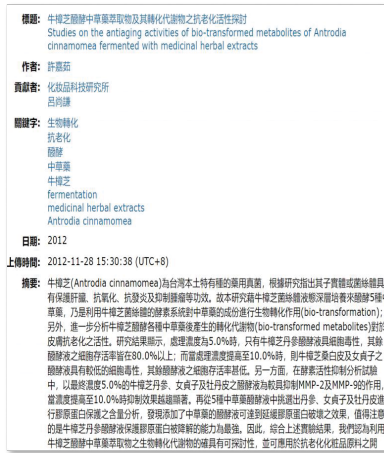 標題: 牛樟芝醱酵中草藥萃取物及其轉化代謝物之抗老化活性探討
Studies on the antiaging activities of bio-transformed metabolites of Antrodia
cinnamomea fermented with medicinal herbal extracts
作者: 許嘉茹
貢獻者: 化妝品科技研究所
呂尚謙
關鍵字: 生物轉化
抗老化
醱酵
中草藥
牛樟芝
fermentation
medicinal herbal extracts
Antrodia cinnamomea
日期: 2012
上傳時間: 2012-11-28 15:30:38 (UTC+8)
摘要: 牛樟芝(Antrodia cinnamomea)為台灣本土特有種的藥用真菌，根據研究指出其子實體或菌絲體具
有保護肝臟、抗氧化、抗發炎及抑制腫瘤等功效。故本研究藉牛樟芝菌絲體液態深層培養來醱酵5種中
草藥，乃是利用牛樟芝菌絲體的酵素系統對中草藥的成份進行生物轉化作用(bio-transformation)；
另外，進一步分析牛樟芝醱酵各種中草藥後產生的轉化代謝物(bio-transformed metabolites)對於
皮膚抗老化之活性。研究結果顯示，處理濃度為5.0%時，只有牛樟芝丹參醱酵液具細胞毒性，其餘
醱酵液之細胞存活率皆在80.0%以上；而當處理濃度提高至10.0%時，則牛樟芝桑白皮及女貞子之
醱酵液具有較低的細胞毒性，其餘醱酵液之細胞存活率甚低。另一方面，在酵素活性抑制分析試驗
中，以最終濃度5.0%的牛樟芝丹參、女貞子及牡丹皮之醱酵液為較具抑制MMP-2及MMP-9的作用，
當濃度提高至10.0%時抑制效果越趨顯著。再從5種中草藥醱酵液中挑選出丹參、女貞子及牡丹皮進
行膠原蛋白保護之含量分析，發現添加了中草藥的醱酵液可達到延緩膠原蛋白破壞之效果，值得注意
的是牛樟芝丹參醱酵液保護膠原蛋白被降解的能力為最強。因此，綜合上述實驗結果，我們認為利用
牛樟芝醱酵中草藥萃取物之生物轉化代謝物的確具有可探討性，並可應用於抗老化化粧品原料之開